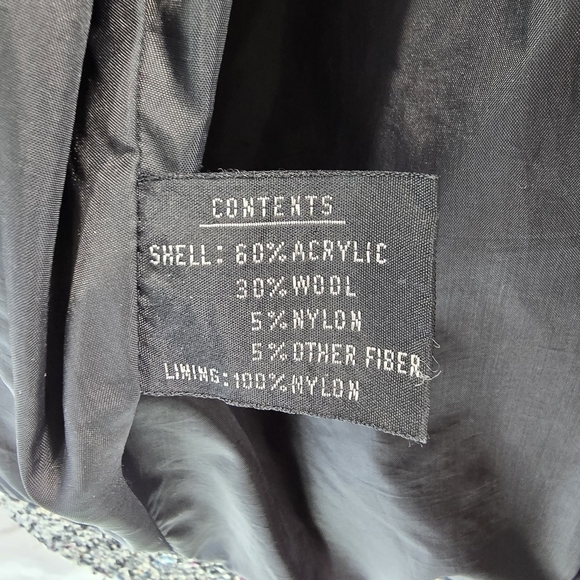 CONTENTS
SHELL: 60% ACRYLIC
30% WOOL
5% NYLON
5% OTHER FIBER
LINING: 100% NYLON